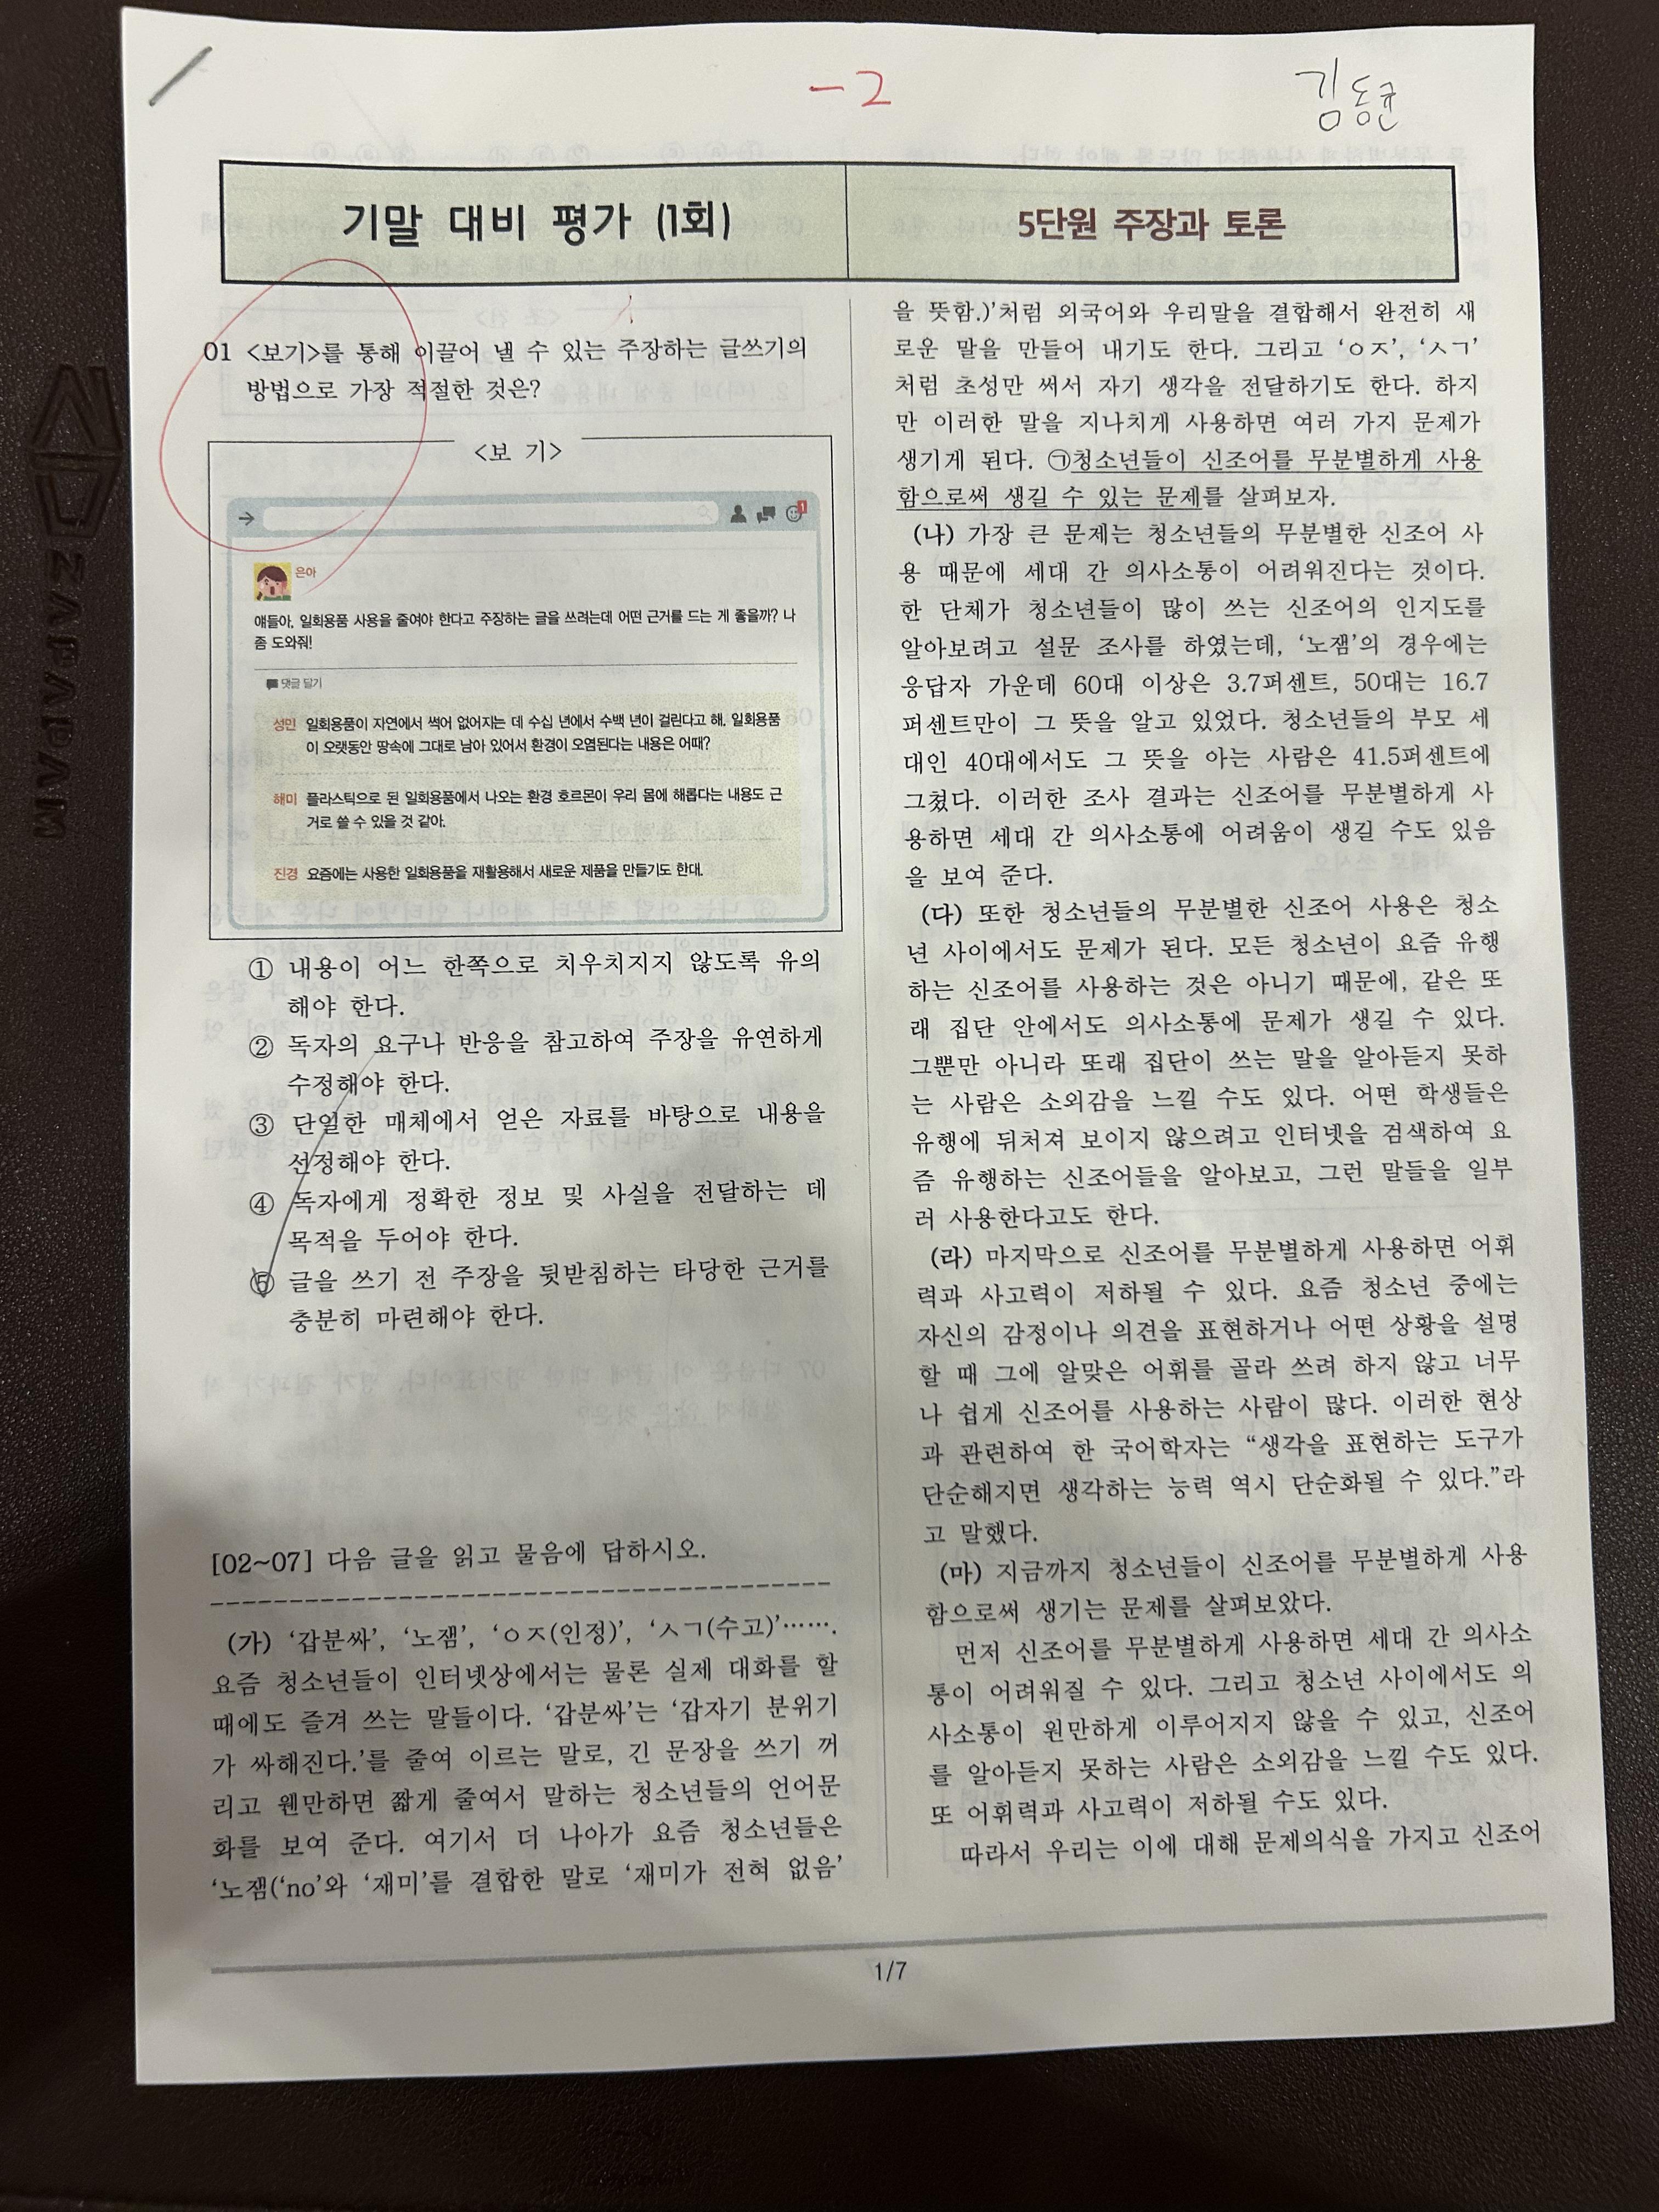 -2
김동균
기말 대비 평가 (1회)
5단원 주장과 토론
01 <보기>를 통해 이끌어 낼 수 있는 주장하는 글쓰기의
방법으로 가장 적절한 것은?
<보 기>
1
은아
얘들아, 일회용품 사용을 줄여야 한다고 주장하는 글을 쓰려는데 어떤 근거를 드는 게 좋을까? 나
좀 도와줘!
댓글 달기
성민 일회용품이 자연에서 썩어 없어지는 데 수십 년에서 수백 년이 걸린다고 해. 일회용품
이 오랫동안 땅속에 그대로 남아 있어서 환경이 오염된다는 내용은 어때?
해미 플라스틱으로 된 일회용품에서 나오는 환경 호르몬이 우리 몸에 해롭다는 내용도 근
거로 쓸 수 있을 것 같아.
진경 요즘에는 사용한 일회용품을 재활용해서 새로운 제품을 만들기도 한대.
① 내용이 어느 한쪽으로 치우치지지 않도록 유의
해야 한다.
② 독자의 요구나 반응을 참고하여 주장을 유연하게
수정해야 한다.
③ 단일한 매체에서 얻은 자료를 바탕으로 내용을
선정해야 한다.
④ 독자에게 정확한 정보 및 사실을 전달하는 데
목적을 두어야 한다.
⑤ 글을 쓰기 전 주장을 뒷받침하는 타당한 근거를
충분히 마련해야 한다.
[02~07] 다음 글을 읽고 물음에 답하시오.
(가) ‘갑분싸’, ‘노잼’, ‘ㅇㅈ(인정)’, ‘ㅅㄱ(수고)’…….
요즘 청소년들이 인터넷상에서는 물론 실제 대화를 할
때에도 즐겨 쓰는 말들이다. ‘갑분싸’는 ‘갑자기 분위기
가 싸해진다.’를 줄여 이르는 말로, 긴 문장을 쓰기 꺼
리고 웬만하면 짧게 줄여서 말하는 청소년들의 언어문
화를 보여 준다. 여기서 더 나아가 요즘 청소년들은
‘노잼(‘no’와 ‘재미’를 결합한 말로 ‘재미가 전혀 없음’
을 뜻함.)’처럼 외국어와 우리말을 결합해서 완전히 새
로운 말을 만들어 내기도 한다. 그리고 ‘ㅇㅈ’, ‘ㅅㄱ’
처럼 초성만 써서 자기 생각을 전달하기도 한다. 하지
만 이러한 말을 지나치게 사용하면 여러 가지 문제가
생기게 된다. ㉠청소년들이 신조어를 무분별하게 사용
함으로써 생길 수 있는 문제를 살펴보자.
(나) 가장 큰 문제는 청소년들의 무분별한 신조어 사
용 때문에 세대 간 의사소통이 어려워진다는 것이다.
한 단체가 청소년들이 많이 쓰는 신조어의 인지도를
알아보려고 설문 조사를 하였는데, ‘노잼’의 경우에는
응답자 가운데 60대 이상은 3.7퍼센트, 50대는 16.7
퍼센트만이 그 뜻을 알고 있었다. 청소년들의 부모 세
대인 40대에서도 그 뜻을 아는 사람은 41.5퍼센트에
그쳤다. 이러한 조사 결과는 신조어를 무분별하게 사
용하면 세대 간 의사소통에 어려움이 생길 수도 있음
을 보여 준다.
(다) 또한 청소년들의 무분별한 신조어 사용은 청소
년 사이에서도 문제가 된다. 모든 청소년이 요즘 유행
하는 신조어를 사용하는 것은 아니기 때문에, 같은 또
래 집단 안에서도 의사소통에 문제가 생길 수 있다.
그뿐만 아니라 또래 집단이 쓰는 말을 알아듣지 못하
는 사람은 소외감을 느낄 수도 있다. 어떤 학생들은
유행에 뒤처져 보이지 않으려고 인터넷을 검색하여 요
즘 유행하는 신조어들을 알아보고, 그런 말들을 일부
러 사용한다고도 한다.
(라) 마지막으로 신조어를 무분별하게 사용하면 어휘
력과 사고력이 저하될 수 있다. 요즘 청소년 중에는
자신의 감정이나 의견을 표현하거나 어떤 상황을 설명
할 때 그에 알맞은 어휘를 골라 쓰려 하지 않고 너무
나 쉽게 신조어를 사용하는 사람이 많다. 이러한 현상
과 관련하여 한 국어학자는 “생각을 표현하는 도구가
단순해지면 생각하는 능력 역시 단순화될 수 있다.”라
고 말했다.
(마) 지금까지 청소년들이 신조어를 무분별하게 사용
함으로써 생기는 문제를 살펴보았다.
먼저 신조어를 무분별하게 사용하면 세대 간 의사소
통이 어려워질 수 있다. 그리고 청소년 사이에서도 의
사소통이 원만하게 이루어지지 않을 수 있고, 신조어
를 알아듣지 못하는 사람은 소외감을 느낄 수도 있다.
또 어휘력과 사고력이 저하될 수도 있다.
따라서 우리는 이에 대해 문제의식을 가지고 신조어
1/7